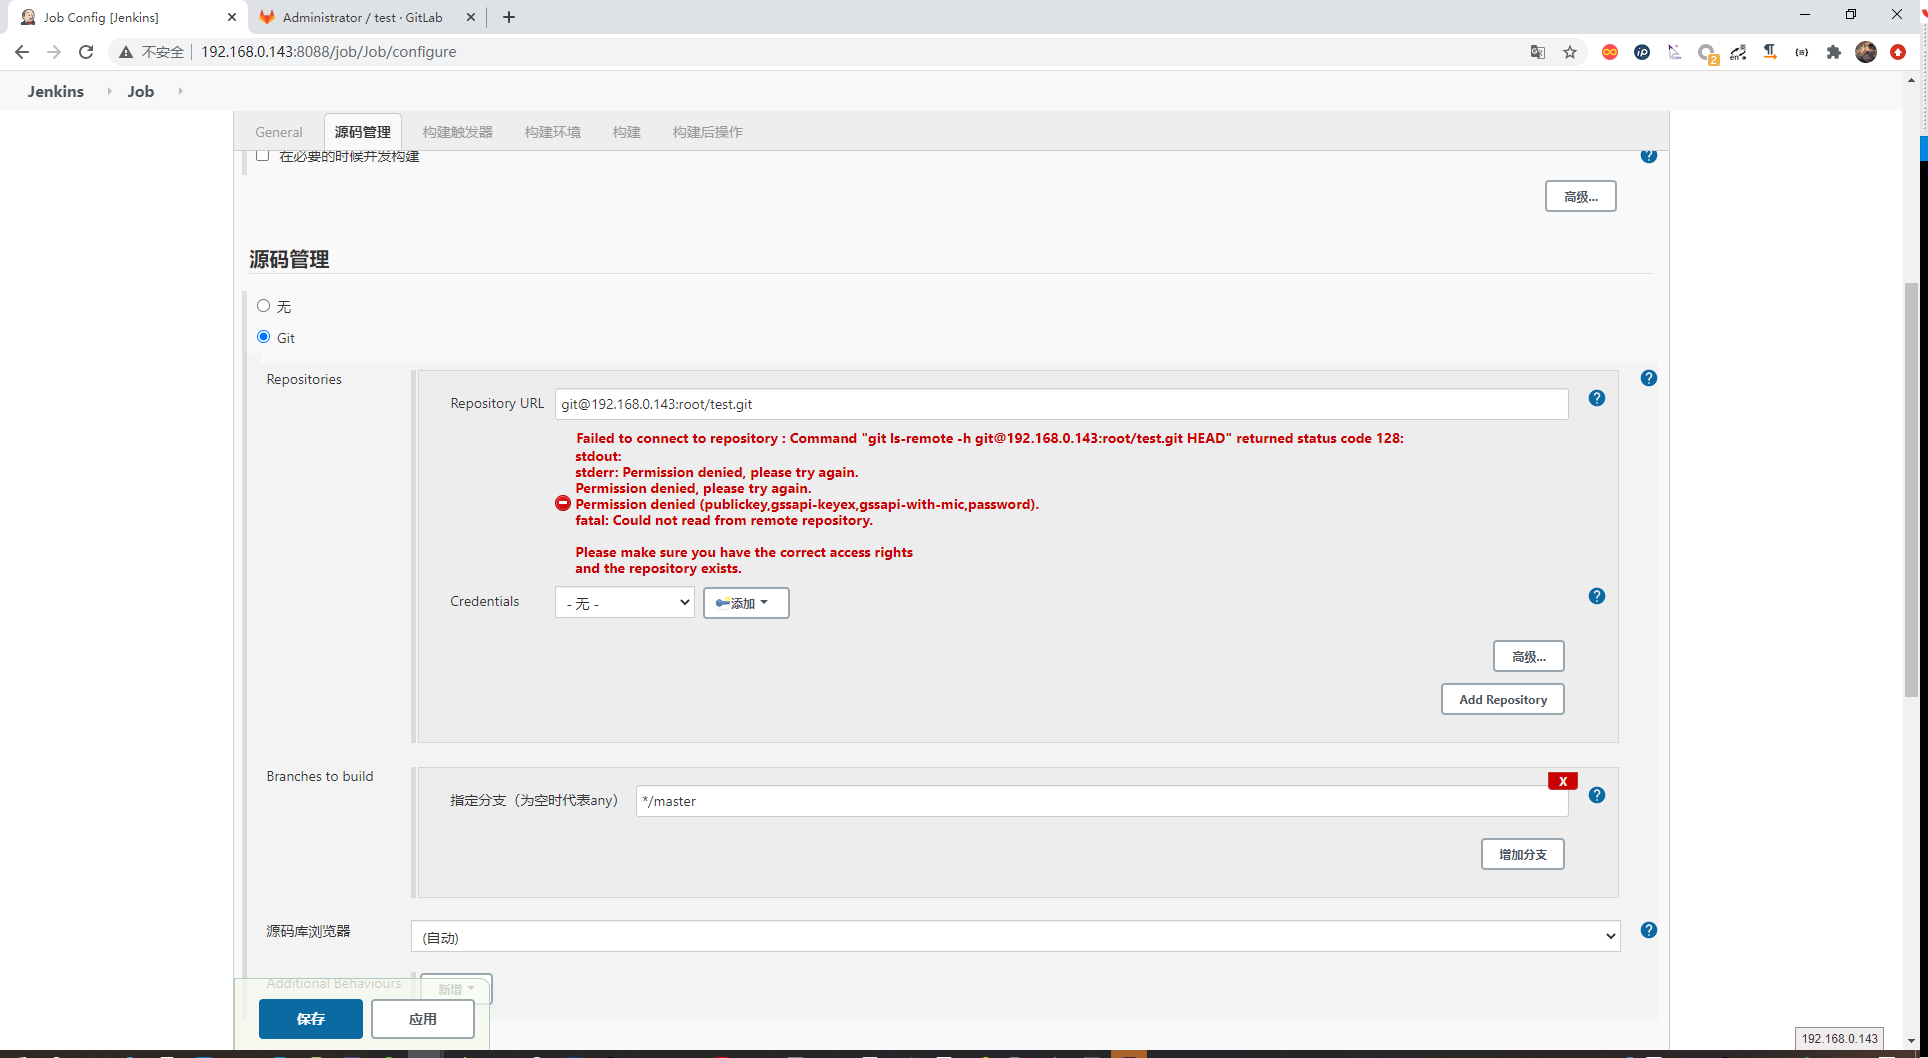 Job Config [Jenkins]
Administrator / test · GitLab
不安全
192.168.0.143:8088/job/Job/configure
2
Jenkins
Job
General
源码管理
构建触发器
构建环境
构建
构建后操作
在必要的时候并发构建
高级...
源码管理
无
Git
Repositories
Repository URL
git@192.168.0.143:root/test.git
Failed to connect to repository : Command "git ls-remote -h git@192.168.0.143:root/test.git HEAD" returned status code 128:
stdout:
stderr: Permission denied, please try again.
Permission denied, please try again.
Permission denied (publickey,gssapi-keyex,gssapi-with-mic,password).
fatal: Could not read from remote repository.
Please make sure you have the correct access rights
and the repository exists.
Credentials
- 无 -
添加
高级...
Add Repository
Branches to build
X
指定分支（为空时代表any）
*/master
增加分支
源码库浏览器
(自动)
Additional Behaviours
新增
保存
应用
192.168.0.143